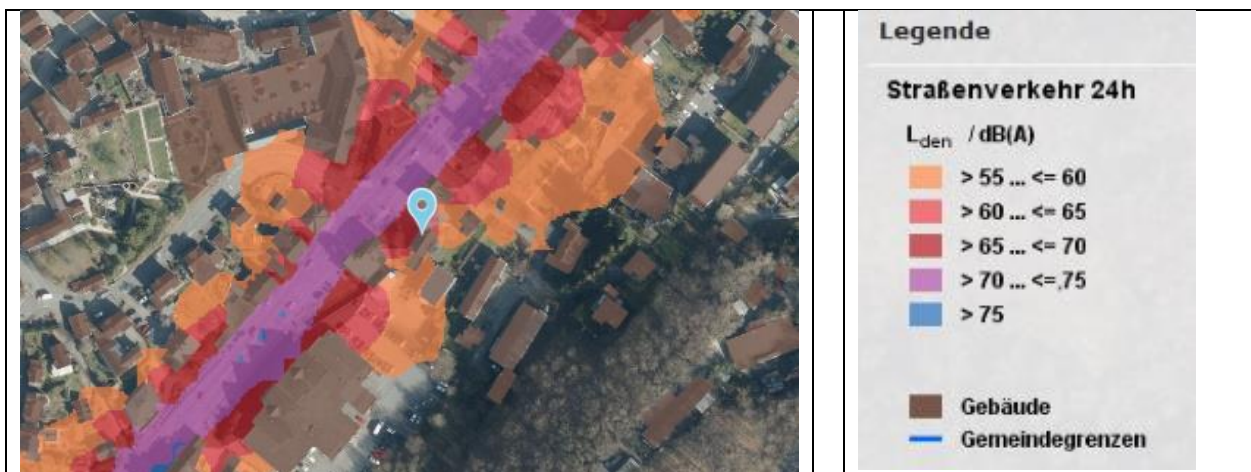 Legende
Straßenverkehr 24h
Lden / dB(A)
> 55 ... <= 60
> 60 ... <= 65
> 65 ... <= 70
> 70 ... <=,75
> 75
Gebäude
Gemeindegrenzen